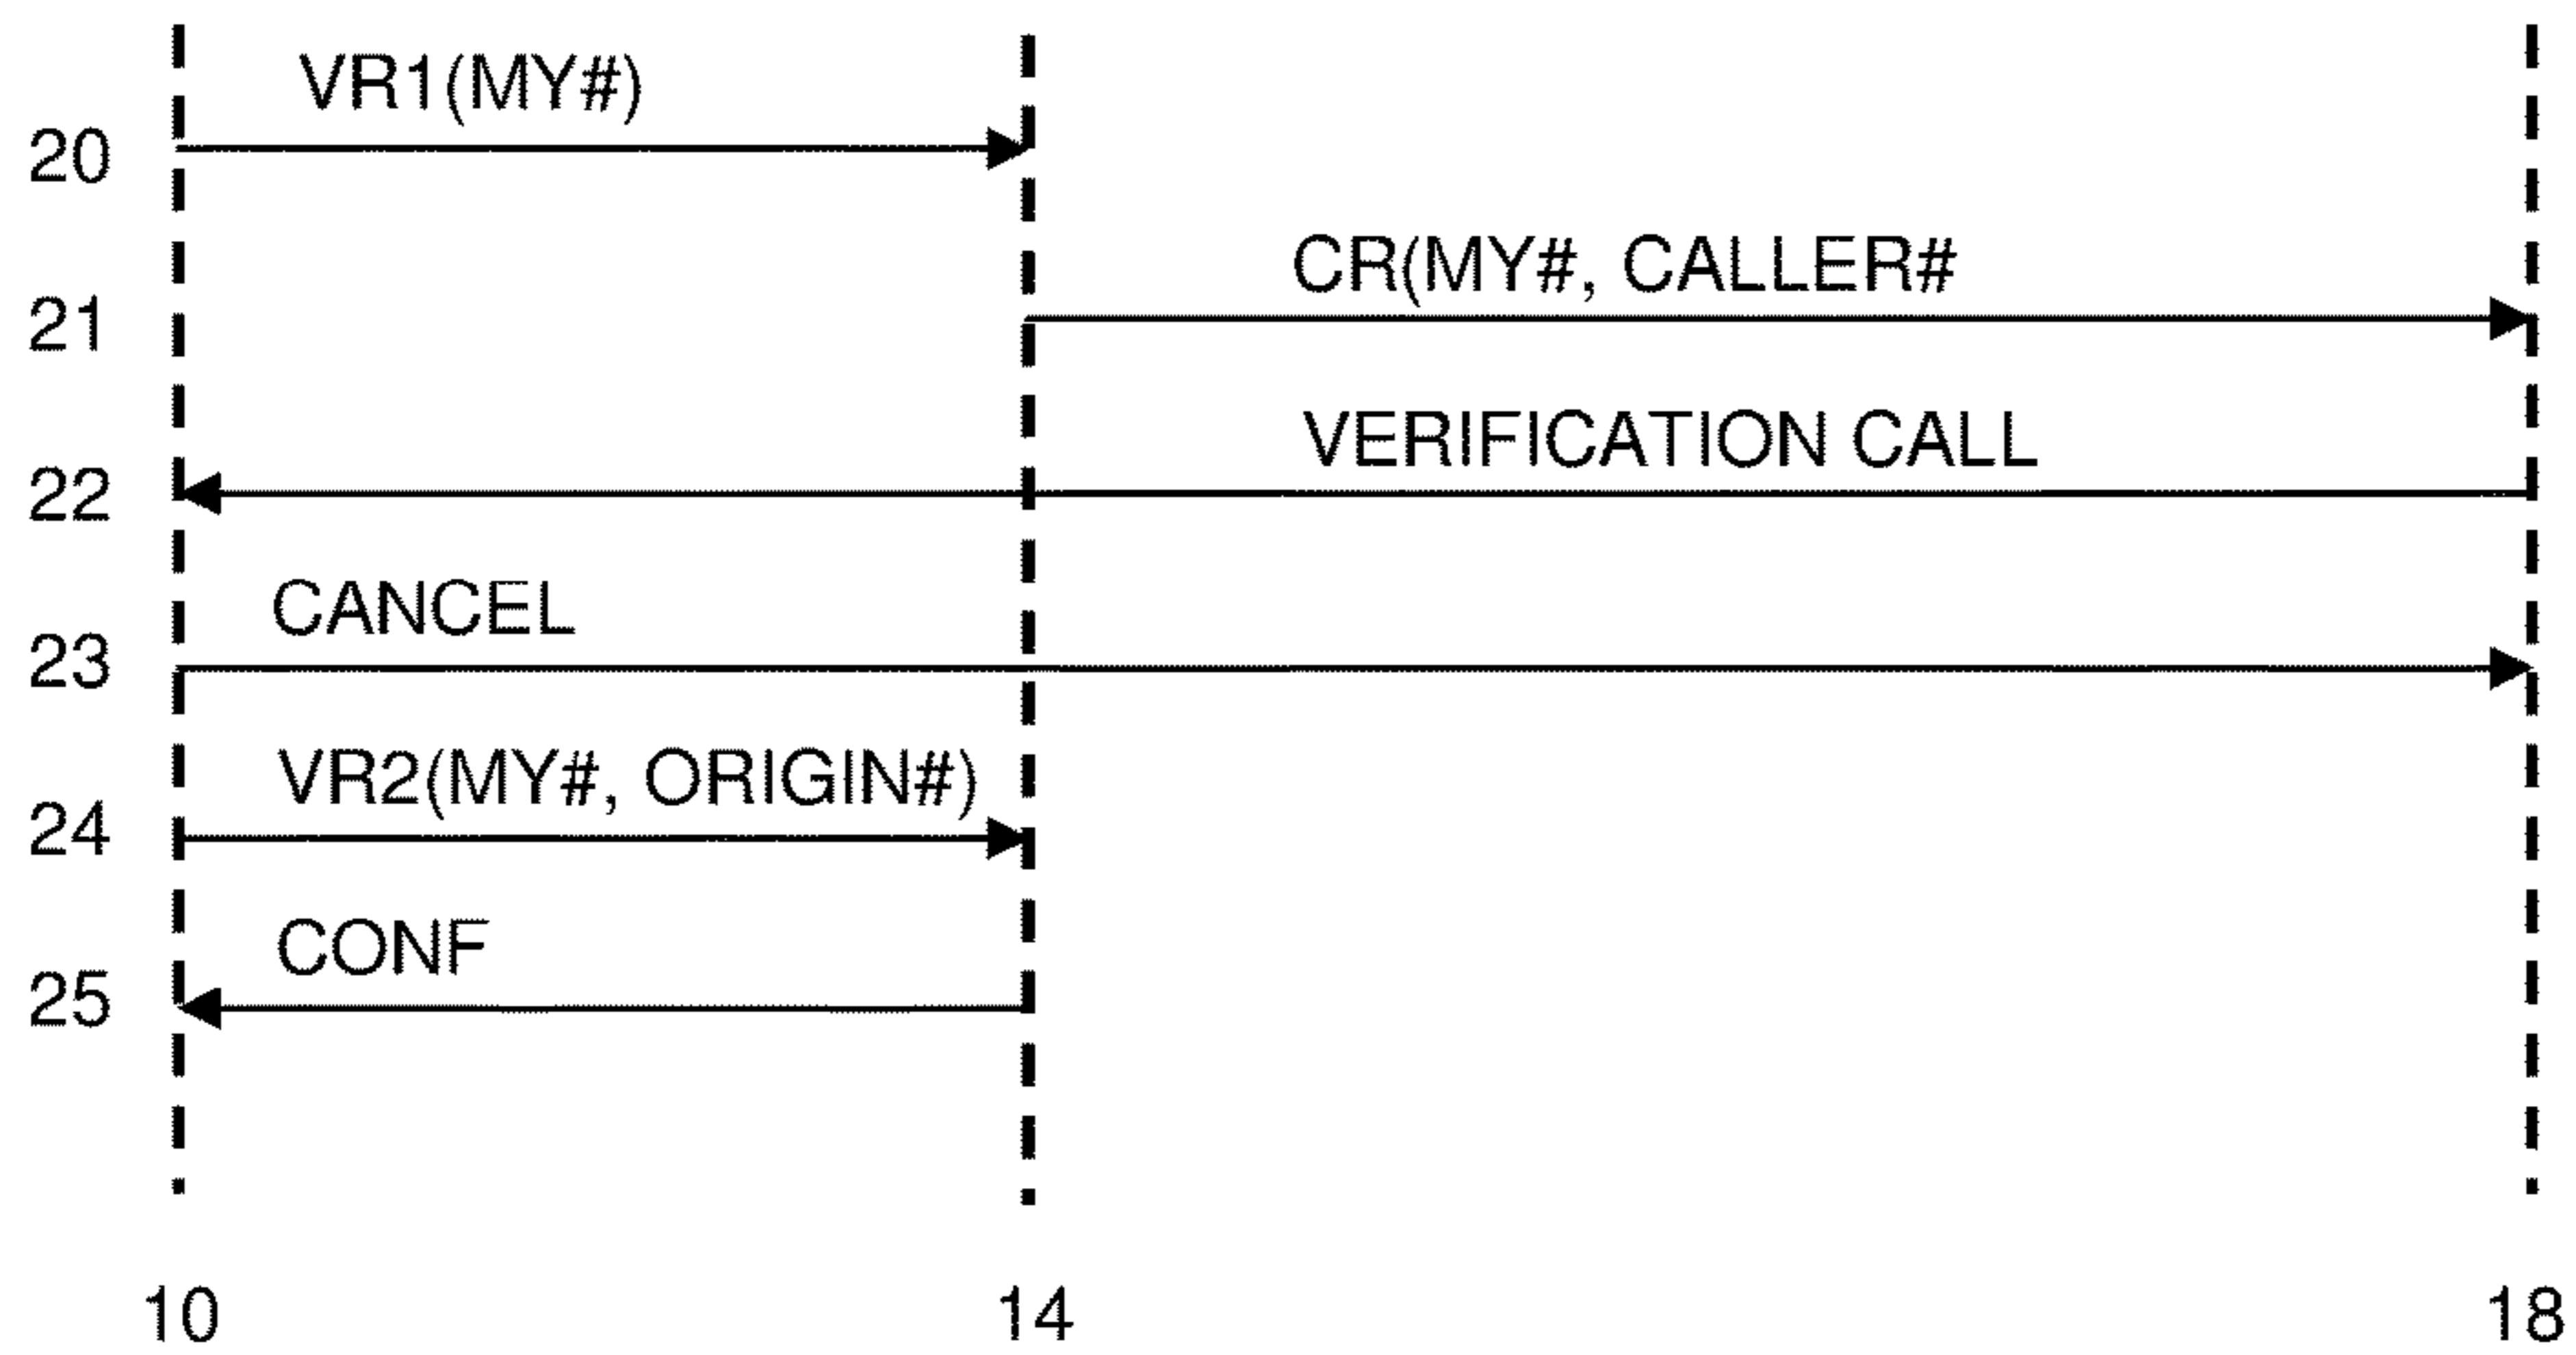 VR1(MY#)
20
CR(MY#, CALLER#
21
VERIFICATION CALL
22
CANCEL
23
VR2(MY#, ORIGIN#)
24
CONF
25
10 14 18